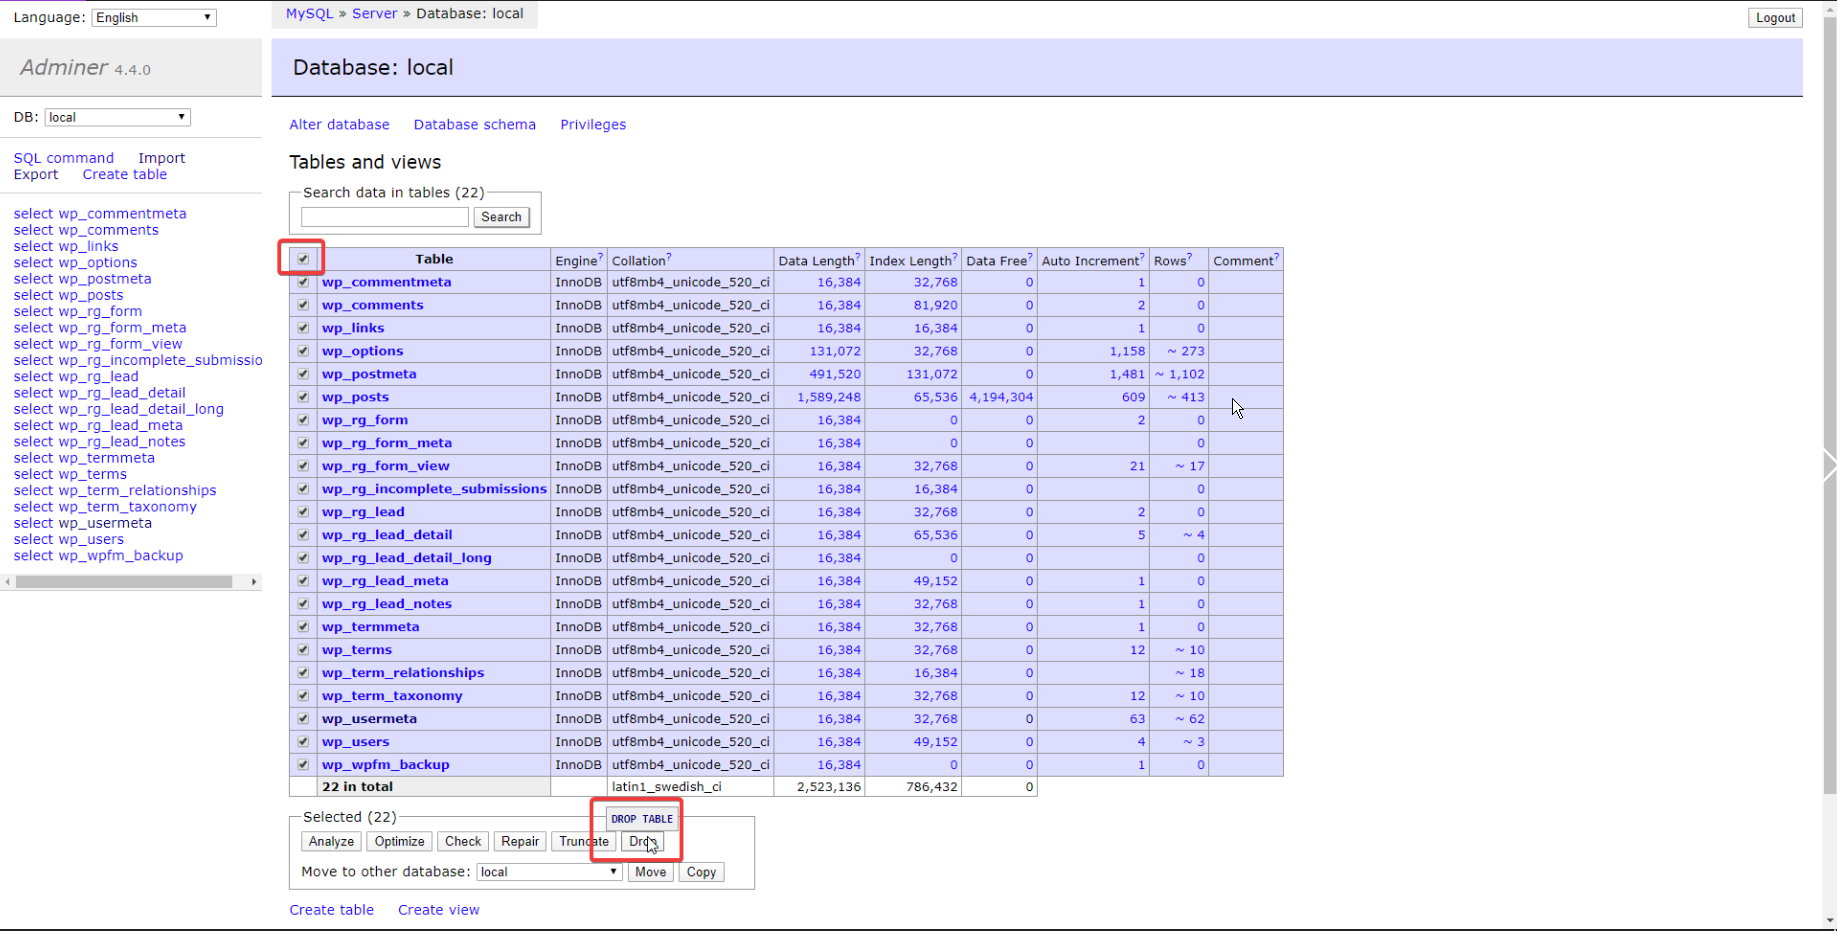 Language: English
MySQL » Server » Database: local
Logout
Adminer 4.4.0
Database: local
DB: local
Alter database Database schema Privileges
SQL command Import
Export Create table
Tables and views
Search data in tables (22)
Search
select wp_commentmeta
select wp_comments
select wp_links
select wp_options
select wp_postmeta
select wp_posts
select wp_rg_form
select wp_rg_form_meta
select wp_rg_form_view
select wp_rg_incomplete_submissio
select wp_rg_lead
select wp_rg_lead_detail
select wp_rg_lead_detail_long
select wp_rg_lead_meta
select wp_rg_lead_notes
select wp_termmeta
select wp_terms
select wp_term_relationships
select wp_term_taxonomy
select wp_usermeta
select wp_users
select wp_wpfm_backup
Table Engine? Collation? Data Length? Index Length? Data Free? Auto Increment? Rows? Comment?
wp_commentmeta InnoDB utf8mb4_unicode_520_ci 16,384 32,768 0 1 0
wp_comments InnoDB utf8mb4_unicode_520_ci 16,384 81,920 0 2 0
wp_links InnoDB utf8mb4_unicode_520_ci 16,384 16,384 0 1 0
wp_options InnoDB utf8mb4_unicode_520_ci 131,072 32,768 0 1,158 ~ 273
wp_postmeta InnoDB utf8mb4_unicode_520_ci 491,520 131,072 0 1,481 ~ 1,102
wp_posts InnoDB utf8mb4_unicode_520_ci 1,589,248 65,536 4,194,304 609 ~ 413
wp_rg_form InnoDB utf8mb4_unicode_520_ci 16,384 0 0 2 0
wp_rg_form_meta InnoDB utf8mb4_unicode_520_ci 16,384 0 0 0
wp_rg_form_view InnoDB utf8mb4_unicode_520_ci 16,384 32,768 0 21 ~ 17
wp_rg_incomplete_submissions InnoDB utf8mb4_unicode_520_ci 16,384 16,384 0 0
wp_rg_lead InnoDB utf8mb4_unicode_520_ci 16,384 32,768 0 2 0
wp_rg_lead_detail InnoDB utf8mb4_unicode_520_ci 16,384 65,536 0 5 ~ 4
wp_rg_lead_detail_long InnoDB utf8mb4_unicode_520_ci 16,384 0 0 0
wp_rg_lead_meta InnoDB utf8mb4_unicode_520_ci 16,384 49,152 0 1 0
wp_rg_lead_notes InnoDB utf8mb4_unicode_520_ci 16,384 32,768 0 1 0
wp_termmeta InnoDB utf8mb4_unicode_520_ci 16,384 32,768 0 1 0
wp_terms InnoDB utf8mb4_unicode_520_ci 16,384 32,768 0 12 ~ 10
wp_term_relationships InnoDB utf8mb4_unicode_520_ci 16,384 16,384 0 ~ 18
wp_term_taxonomy InnoDB utf8mb4_unicode_520_ci 16,384 32,768 0 12 ~ 10
wp_usermeta InnoDB utf8mb4_unicode_520_ci 16,384 32,768 0 63 ~ 62
wp_users InnoDB utf8mb4_unicode_520_ci 16,384 49,152 0 4 ~ 3
wp_wpfm_backup InnoDB utf8mb4_unicode_520_ci 16,384 0 0 1 0
22 in total latin1_swedish_ci 2,523,136 786,432 0
Selected (22)
DROP TABLE
Analyze Optimize Check Repair Truncate Drop
Move to other database: local Move Copy
Create table Create view